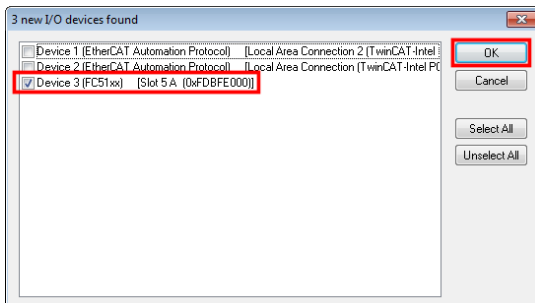 3 new I/O devices found
Device 1 (EtherCAT Automation Protocol) [Local Area Connection 2 (TwinCAT-Intel
OK
Device 2 (EtherCAT Automation Protocol) [Local Area Connection (TwinCAT-Intel PC
Device 3 (FC51xx) [Slot 5 A (0xFDBFE000)]
Cancel
Select All
Unselect All